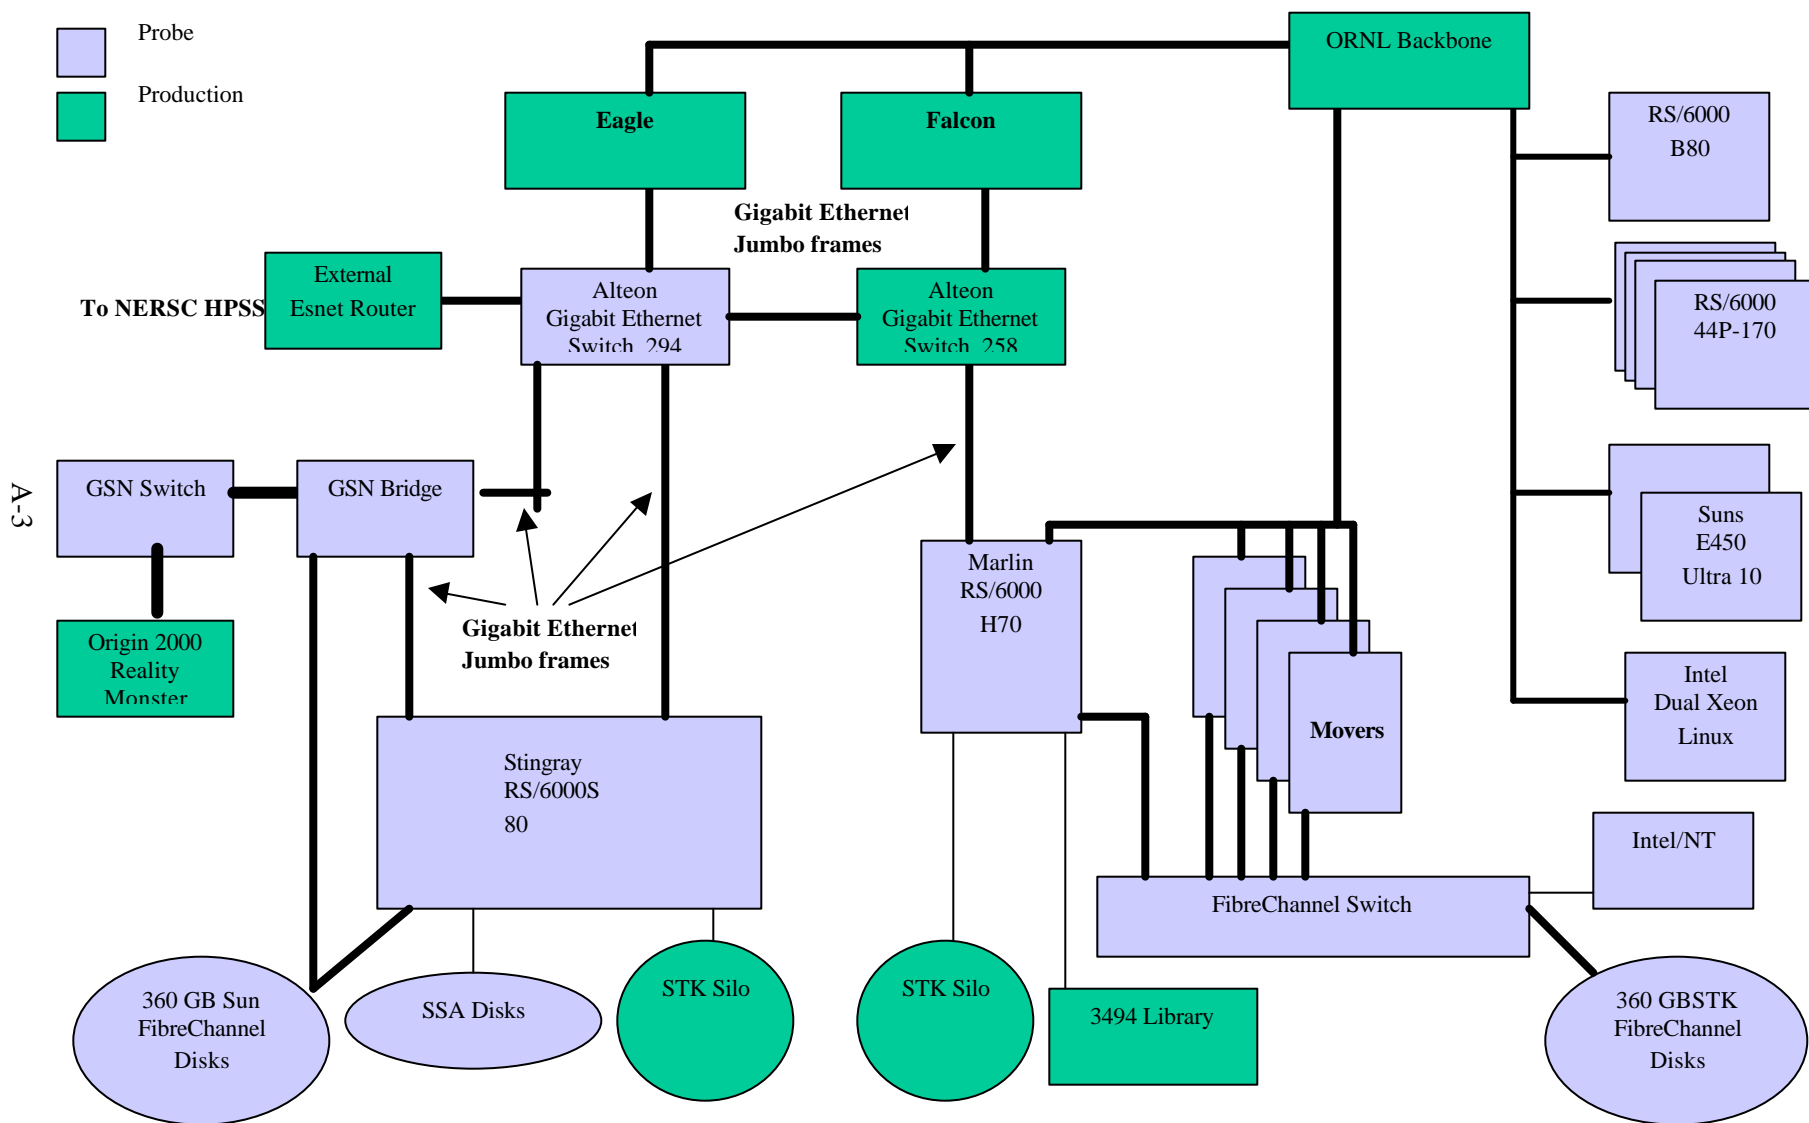 Probe
Production
ORNL Backbone
Eagle
Falcon
RS/6000
B80
Gigabit Ethernet
Jumbo frames
External
Esnet Router
To NERSC HPSS
Alteon
Gigabit Ethernet
Switch 294
Alteon
Gigabit Ethernet
Switch 258
RS/6000
44P-170
GSN Switch
GSN Bridge
A-3
Suns
E450
Ultra 10
Marlin
RS/6000
H70
Origin 2000
Reality
Monster
Gigabit Ethernet
Jumbo frames
Movers
Intel
Dual Xeon
Linux
Stingray
RS/6000S
80
Intel/NT
FibreChannel Switch
360 GB Sun
FibreChannel
Disks
SSA Disks
STK Silo
STK Silo
3494 Library
360 GBSTK
FibreChannel
Disks